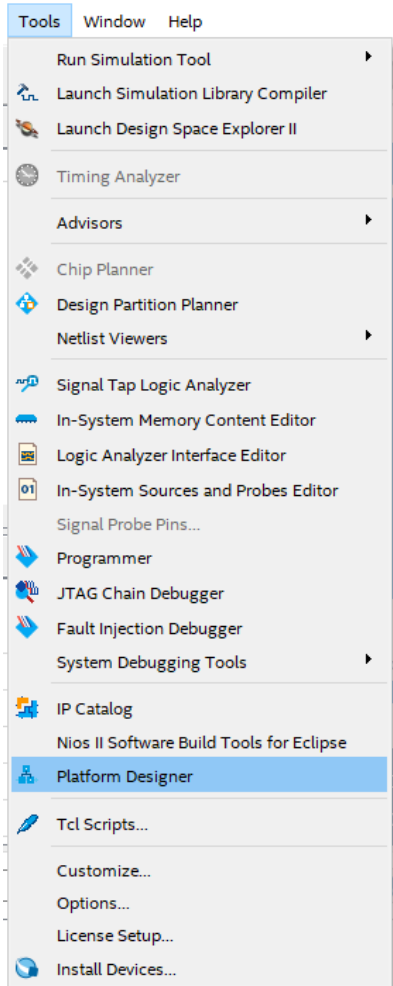 Tools Window Help
Run Simulation Tool
Launch Simulation Library Compiler
Launch Design Space Explorer II
Timing Analyzer
Advisors
Chip Planner
Design Partition Planner
Netlist Viewers
Signal Tap Logic Analyzer
In-System Memory Content Editor
Logic Analyzer Interface Editor
01 In-System Sources and Probes Editor
Signal Probe Pins...
Programmer
JTAG Chain Debugger
Fault Injection Debugger
System Debugging Tools
IP Catalog
Nios II Software Build Tools for Eclipse
Platform Designer
Tcl Scripts...
Customize...
Options...
License Setup...
Install Devices...